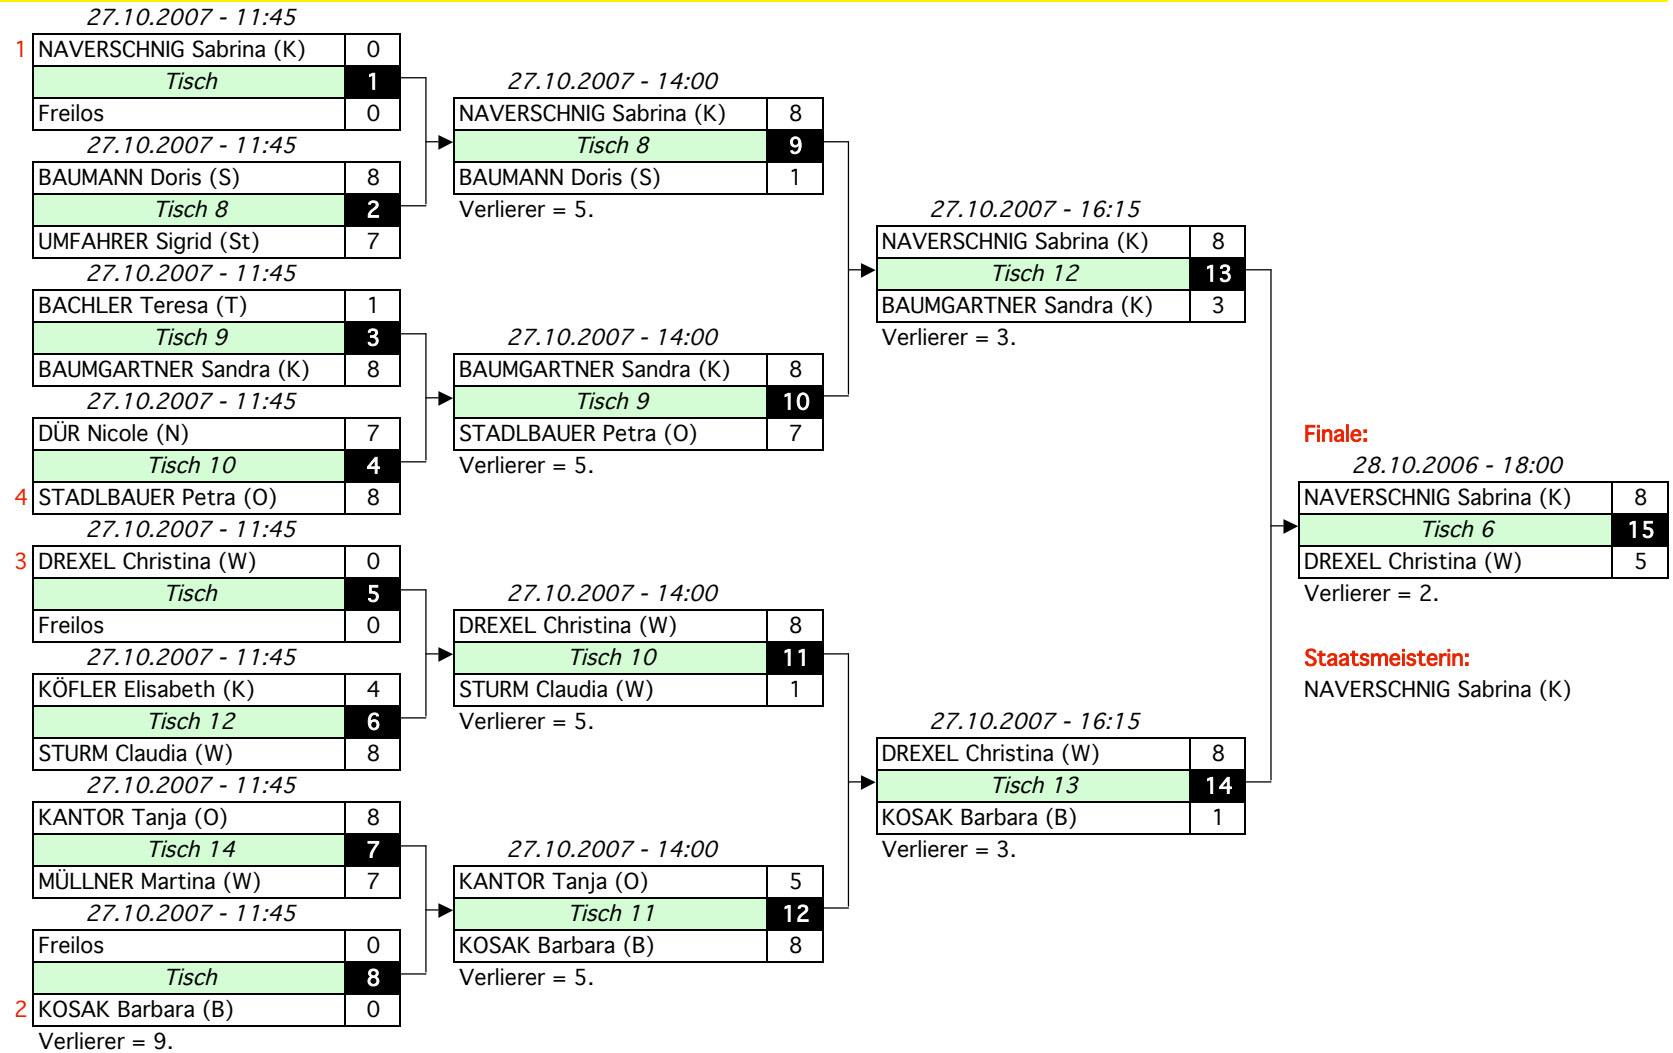 27.10.2007 - 11:45
1 NAVERSCHNIG Sabrina (K) 0
Tisch 1
Freilos 0
27.10.2007 - 11:45
BAUMANN Doris (S) 8
Tisch 8 2
UMFAHRER Sigrid (St) 7
27.10.2007 - 11:45
BACHLER Teresa (T) 1
Tisch 9 3
BAUMGARTNER Sandra (K) 8
27.10.2007 - 11:45
DÜR Nicole (N) 7
Tisch 10 4
4 STADLBAUER Petra (O) 8
27.10.2007 - 11:45
3 DREXEL Christina (W) 0
Tisch 5
Freilos 0
27.10.2007 - 11:45
KÖFLER Elisabeth (K) 4
Tisch 12 6
STURM Claudia (W) 8
27.10.2007 - 11:45
KANTOR Tanja (O) 8
Tisch 14 7
MÜLLNER Martina (W) 7
27.10.2007 - 11:45
Freilos 0
Tisch 8
2 KOSAK Barbara (B) 0
Verlierer = 9.
27.10.2007 - 14:00
NAVERSCHNIG Sabrina (K) 8
Tisch 8 9
BAUMANN Doris (S) 1
Verlierer = 5.
27.10.2007 - 14:00
BAUMGARTNER Sandra (K) 8
Tisch 9 10
STADLBAUER Petra (O) 7
Verlierer = 5.
27.10.2007 - 14:00
DREXEL Christina (W) 8
Tisch 10 11
STURM Claudia (W) 1
Verlierer = 5.
27.10.2007 - 14:00
KANTOR Tanja (O) 5
Tisch 11 12
KOSAK Barbara (B) 8
Verlierer = 5.
27.10.2007 - 16:15
NAVERSCHNIG Sabrina (K) 8
Tisch 12 13
BAUMGARTNER Sandra (K) 3
Verlierer = 3.
27.10.2007 - 16:15
DREXEL Christina (W) 8
Tisch 13 14
KOSAK Barbara (B) 1
Verlierer = 3.
Finale:
28.10.2006 - 18:00
NAVERSCHNIG Sabrina (K) 8
Tisch 6 15
DREXEL Christina (W) 5
Verlierer = 2.
Staatsmeisterin:
NAVERSCHNIG Sabrina (K)